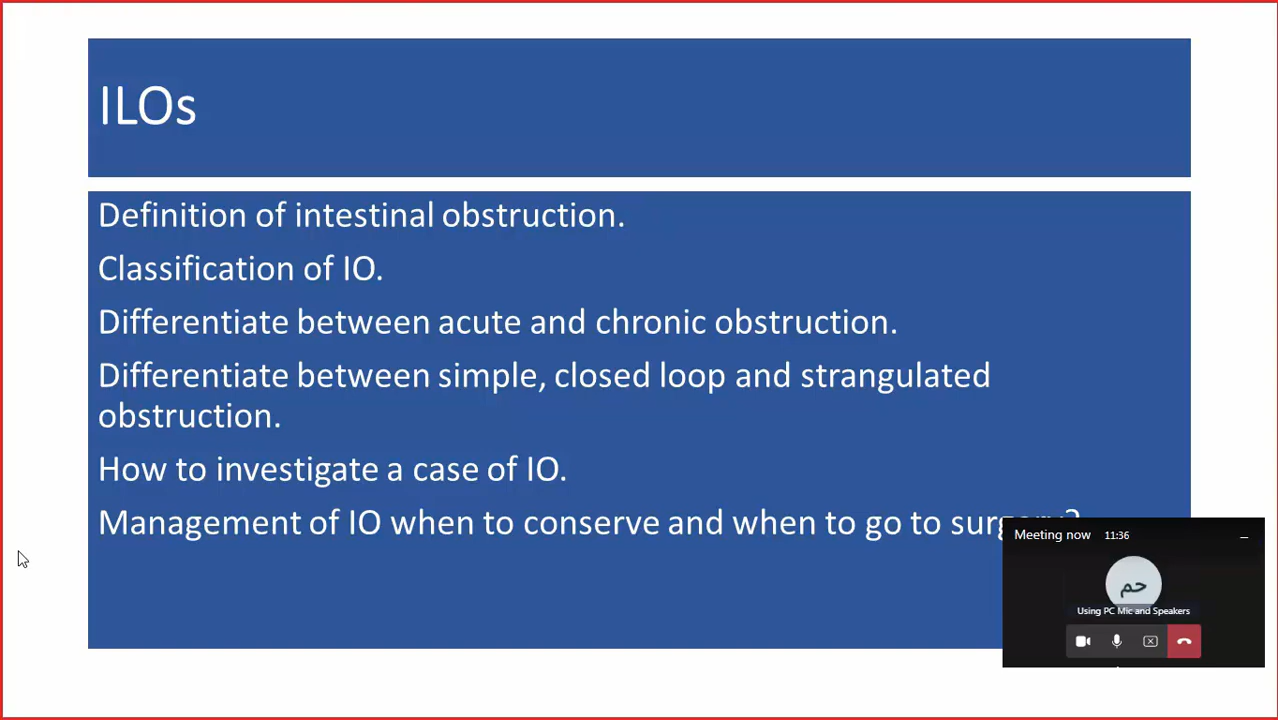 ILOs
Definition of intestinal obstruction.
Classification of IO.
Differentiate between acute and chronic obstruction.
Differentiate between simple, closed loop and strangulated
obstruction.
How to investigate a case of IO.
Management of IO when to conserve and when to go to surgery?
Meeting now 11:36
حم
Using PC Mic and Speakers